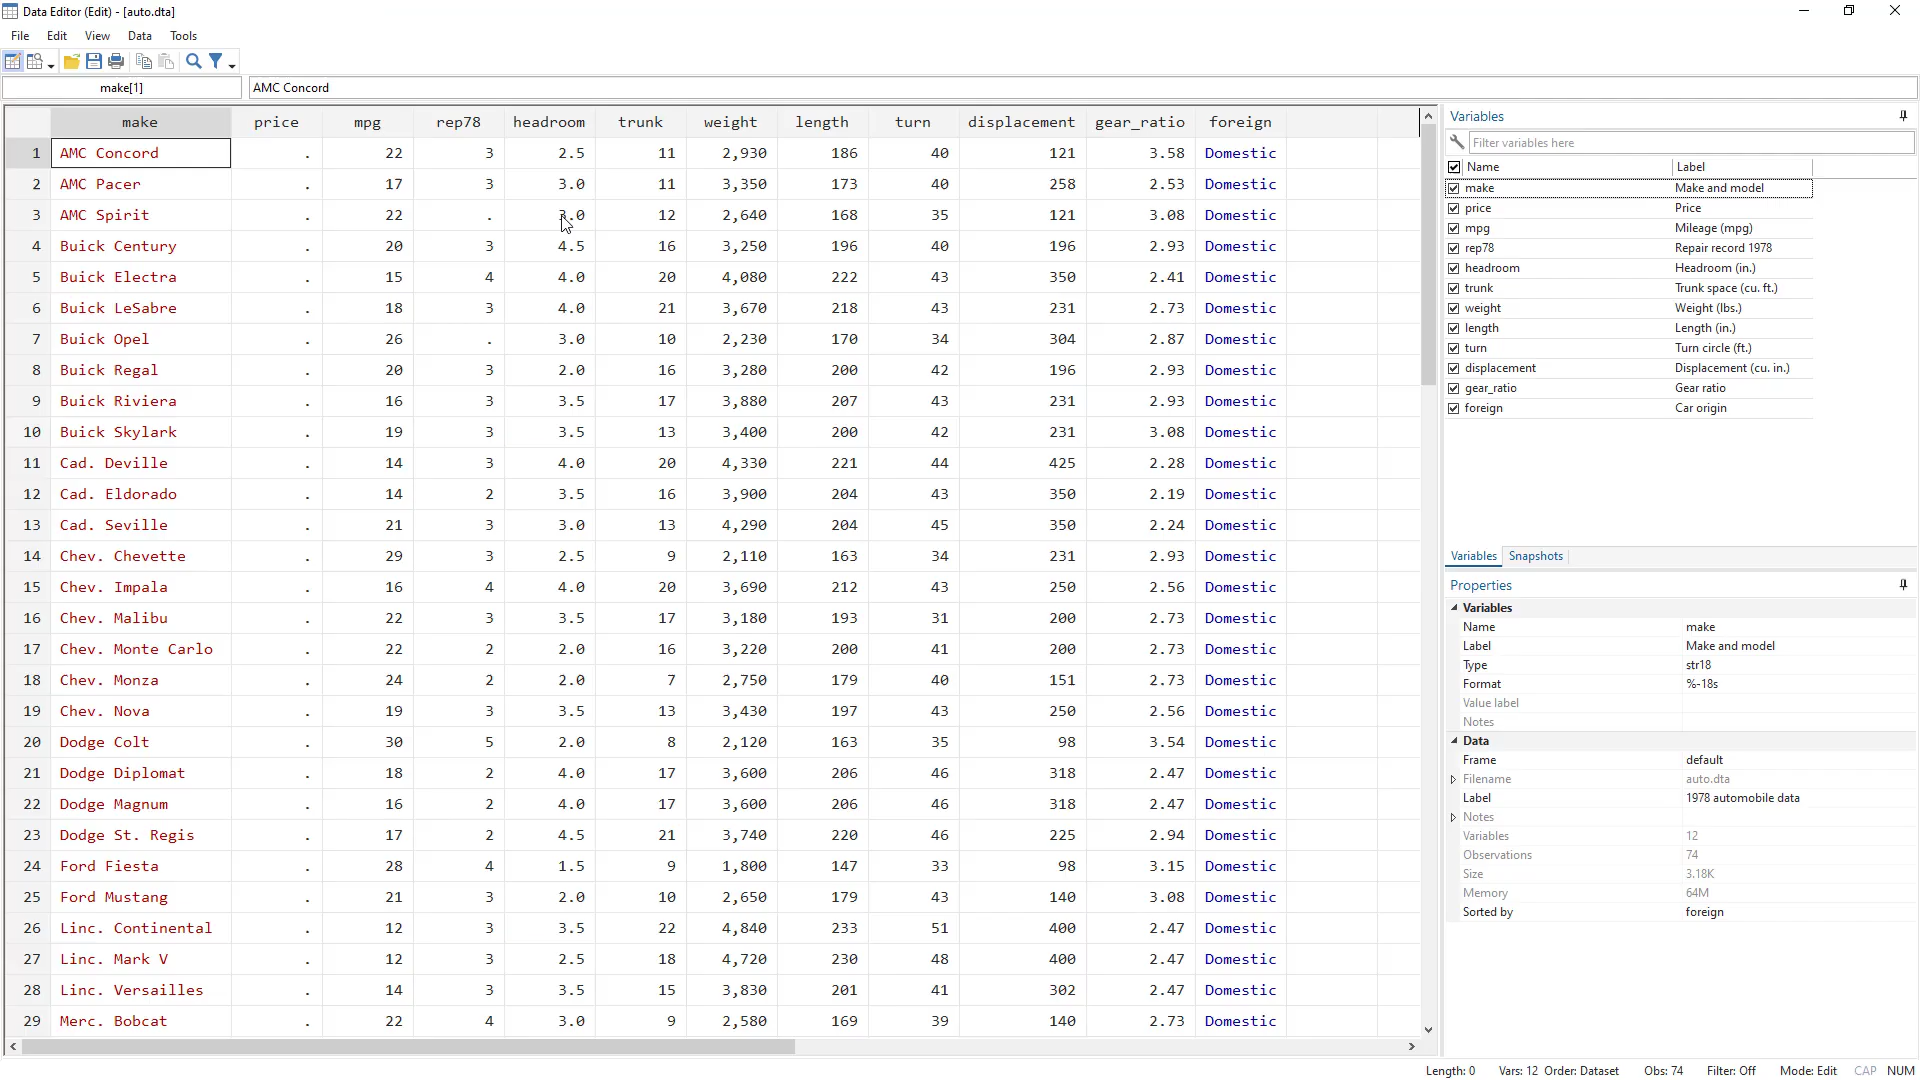 Data Editor (Edit) - [auto.dta]
File Edit View Data Tools
make[1] AMC Concord
make price mpg rep78 headroom trunk weight length turn displacement gear_ratio foreign
1 AMC Concord . 22 3 2.5 11 2,930 186 40 121 3.58 Domestic
2 AMC Pacer . 17 3 3.0 11 3,350 173 40 258 2.53 Domestic
3 AMC Spirit . 22 . 3.0 12 2,640 168 35 121 3.08 Domestic
4 Buick Century . 20 3 4.5 16 3,250 196 40 196 2.93 Domestic
5 Buick Electra . 15 4 4.0 20 4,080 222 43 350 2.41 Domestic
6 Buick LeSabre . 18 3 4.0 21 3,670 218 43 231 2.73 Domestic
7 Buick Opel . 26 . 3.0 10 2,230 170 34 304 2.87 Domestic
8 Buick Regal . 20 3 2.0 16 3,280 200 42 196 2.93 Domestic
9 Buick Riviera . 16 3 3.5 17 3,880 207 43 231 2.93 Domestic
10 Buick Skylark . 19 3 3.5 13 3,400 200 42 231 3.08 Domestic
11 Cad. Deville . 14 3 4.0 20 4,330 221 44 425 2.28 Domestic
12 Cad. Eldorado . 14 2 3.5 16 3,900 204 43 350 2.19 Domestic
13 Cad. Seville . 21 3 3.0 13 4,290 204 45 350 2.24 Domestic
14 Chev. Chevette . 29 3 2.5 9 2,110 163 34 231 2.93 Domestic
15 Chev. Impala . 16 4 4.0 20 3,690 212 43 250 2.56 Domestic
16 Chev. Malibu . 22 3 3.5 17 3,180 193 31 200 2.73 Domestic
17 Chev. Monte Carlo . 22 2 2.0 16 3,220 200 41 200 2.73 Domestic
18 Chev. Monza . 24 2 2.0 7 2,750 179 40 151 2.73 Domestic
19 Chev. Nova . 19 3 3.5 13 3,430 197 43 250 2.56 Domestic
20 Dodge Colt . 30 5 2.0 8 2,120 163 35 98 3.54 Domestic
21 Dodge Diplomat . 18 2 4.0 17 3,600 206 46 318 2.47 Domestic
22 Dodge Magnum . 16 2 4.0 17 3,600 206 46 318 2.47 Domestic
23 Dodge St. Regis . 17 2 4.5 21 3,740 220 46 225 2.94 Domestic
24 Ford Fiesta . 28 4 1.5 9 1,800 147 33 98 3.15 Domestic
25 Ford Mustang . 21 3 2.0 10 2,650 179 43 140 3.08 Domestic
26 Linc. Continental . 12 3 3.5 22 4,840 233 51 400 2.47 Domestic
27 Linc. Mark V . 12 3 2.5 18 4,720 230 48 400 2.47 Domestic
28 Linc. Versailles . 14 3 3.5 15 3,830 201 41 302 2.47 Domestic
29 Merc. Bobcat . 22 4 3.0 9 2,580 169 39 140 2.73 Domestic
Variables
Filter variables here
Name Label
make Make and model
price Price
mpg Mileage (mpg)
rep78 Repair record 1978
headroom Headroom (in.)
trunk Trunk space (cu. ft.)
weight Weight (lbs.)
length Length (in.)
turn Turn circle (ft.)
displacement Displacement (cu. in.)
gear_ratio Gear ratio
foreign Car origin
Variables Snapshots
Properties
Variables
Name make
Label Make and model
Type str18
Format %-18s
Value label
Notes
Data
Frame default
Filename auto.dta
Label 1978 automobile data
Notes
Variables 12
Observations 74
Size 3.18K
Memory 64M
Sorted by foreign
Length: 0 Vars: 12 Order: Dataset Obs: 74 Filter: Off Mode: Edit CAP NUM